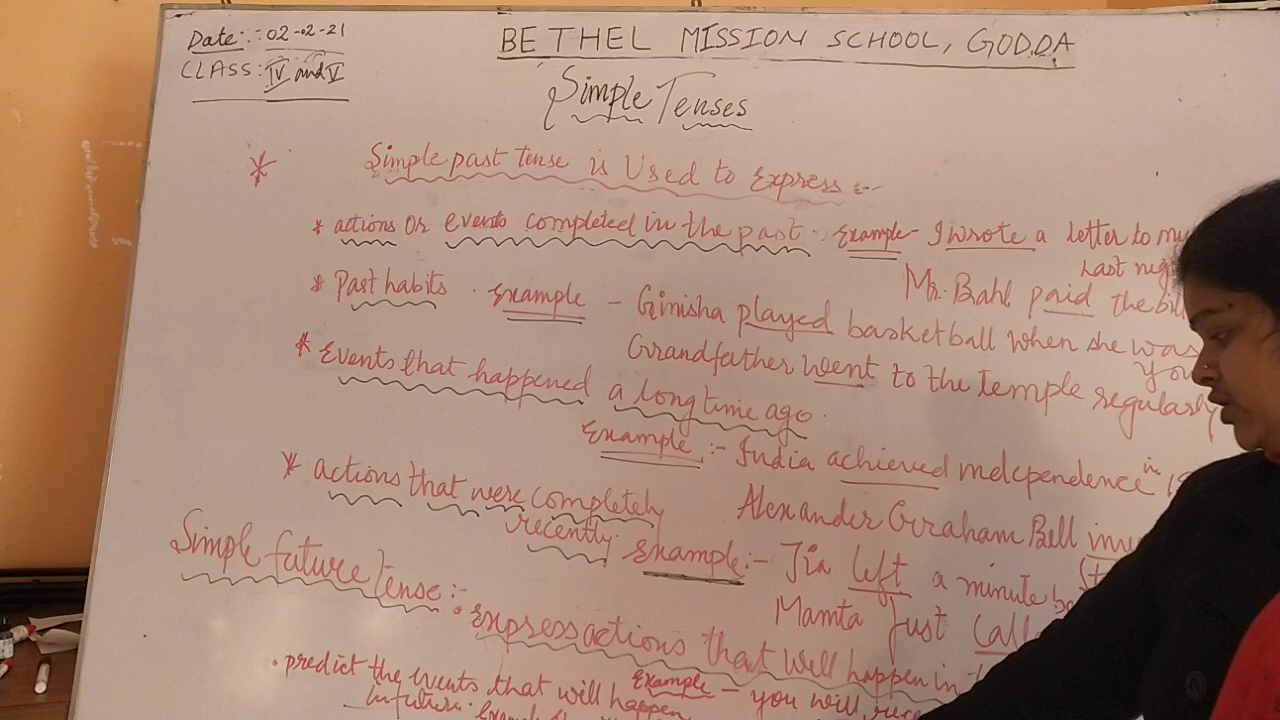 Date:- 02-02-21
BETHEL MISSION SCHOOL, GODDA
CLASS: IV and V
Simple Tenses
* Simple past tense is Used to Express :-
* actions or events completed in the past. Example- I wrote a letter to my
Last
Mr. Bahl paid the
* Past habits. Example - Ginisha played basketball when she was
Grandfather went to the temple regularly
* Events that happened a long time ago.
Example :- India achieved independence in
Alexander Graham Bell
* actions that were completely
recently. Example:- Jia left a minute
Mamta Just
Simple future Tense:-
• express actions that will happen in
• predict the events that will happen
Example - you will
in future.